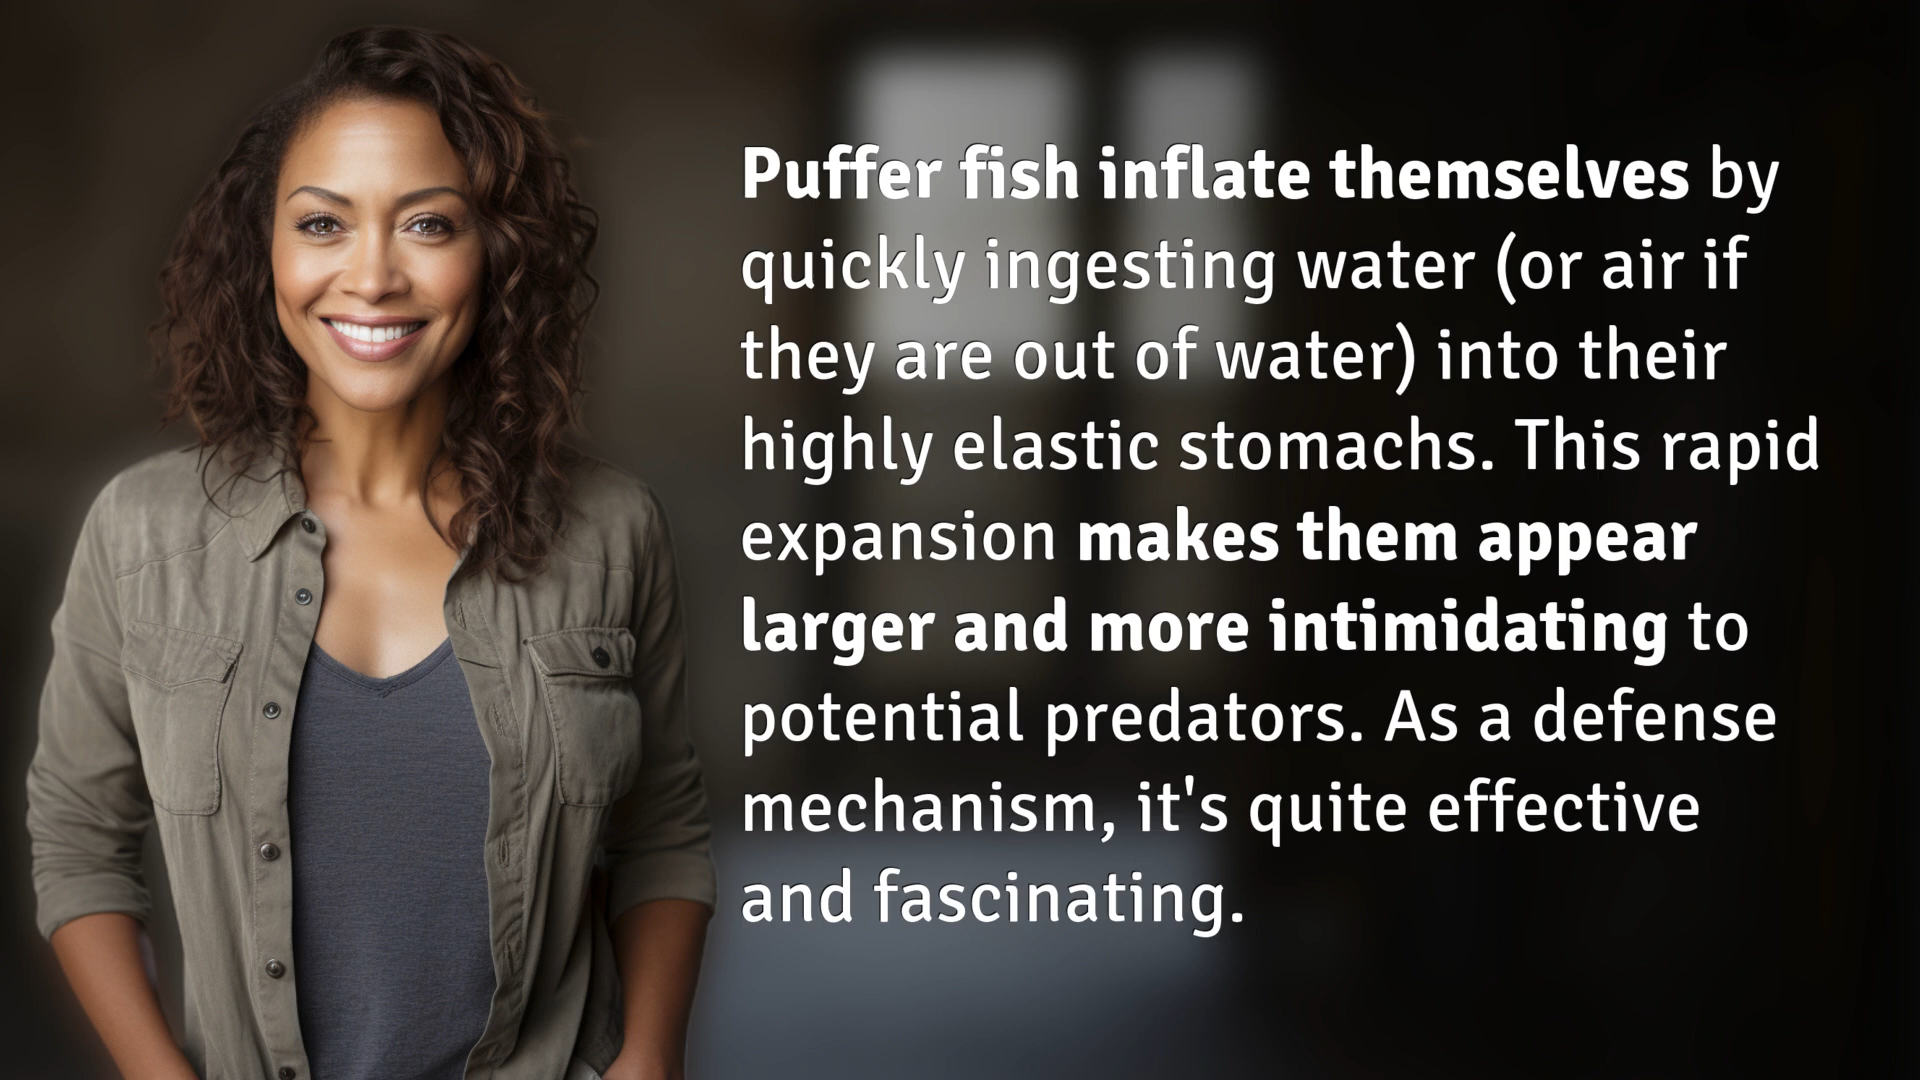 Puffer fish inflate themselves by
quickly ingesting water (or air if
they are out of water) into their
highly elastic stomachs. This rapid
expansion makes them appear
larger and more intimidating to
potential predators. As a defense
mechanism, it's quite effective
and fascinating.